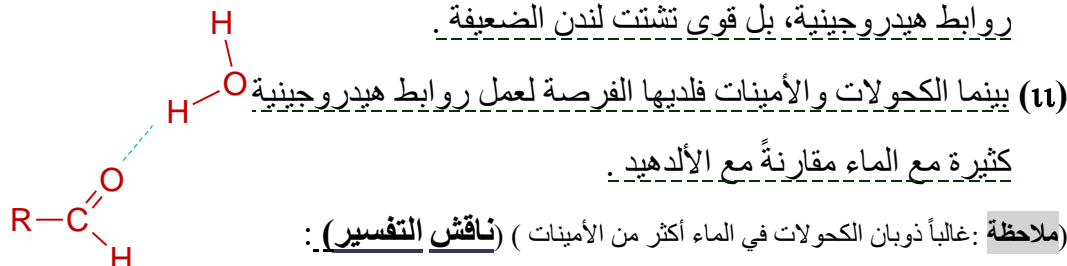 روابط هيدروجينية، بل قوى تشتت لندن الضعيفة .
(11) بينما الكحولات والأمينات فلديها الفرصة لعمل روابط هيدروجينية
كثيرة مع الماء مقارنةً مع الألدهيد .
(ملاحظة :غالباً ذوبان الكحولات في الماء أكثر من الأمينات ) (ناقش التفسير) :
H
O
H
O
R—C
H